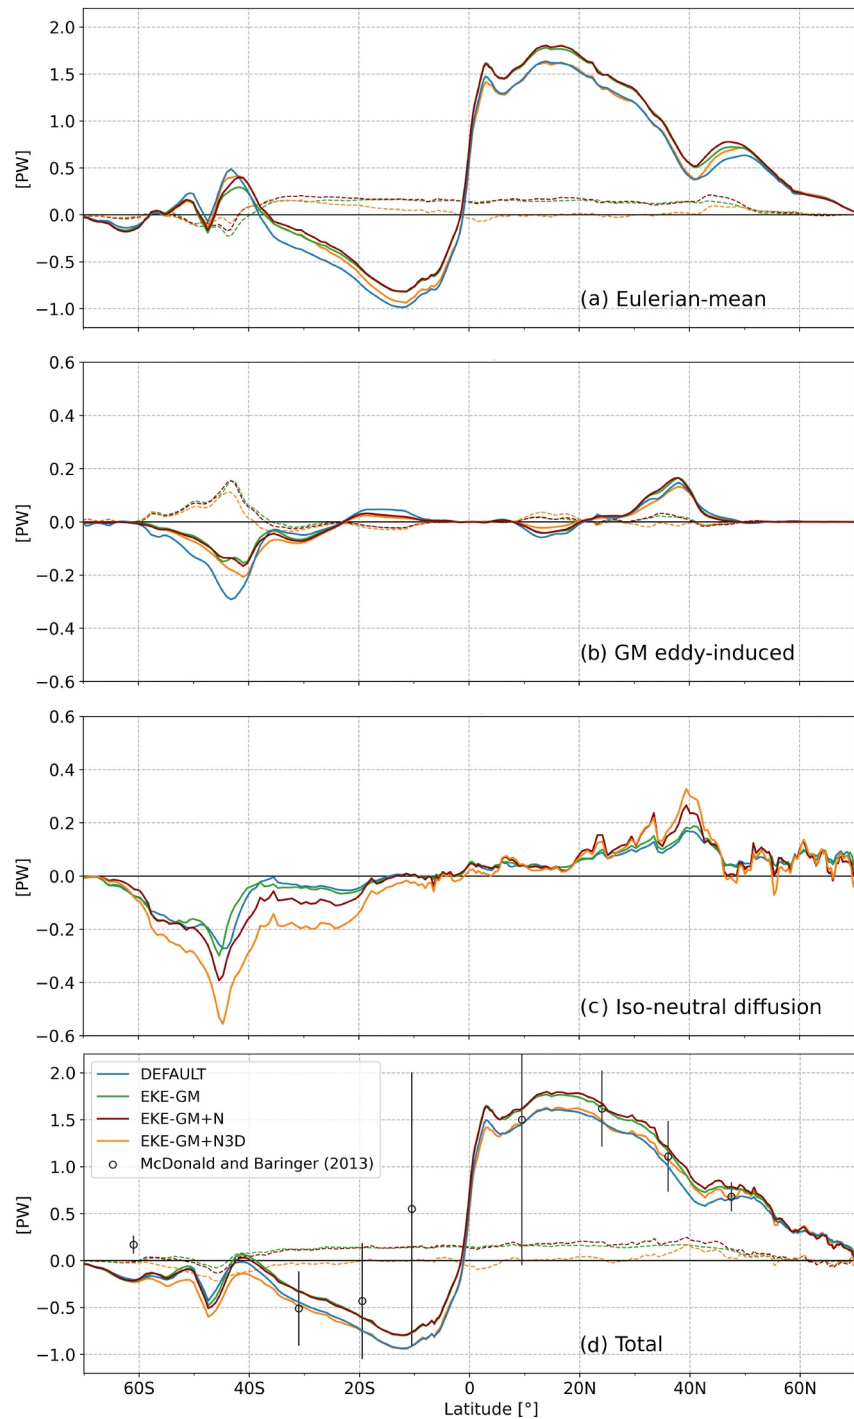 2.0
1.5
1.0
0.5
0.0
−0.5
−1.0
[PW]
(a) Eulerian-mean
0.6
0.4
0.2
0.0
−0.2
−0.4
−0.6
[PW]
(b) GM eddy-induced
0.6
0.4
0.2
0.0
−0.2
−0.4
−0.6
[PW]
(c) Iso-neutral diffusion
2.0
1.5
1.0
0.5
0.0
−0.5
−1.0
[PW]
DEFAULT
EKE-GM
EKE-GM+N
EKE-GM+N3D
McDonald and Baringer (2013)
(d) Total
60S 40S 20S 0 20N 40N 60N
Latitude [°]